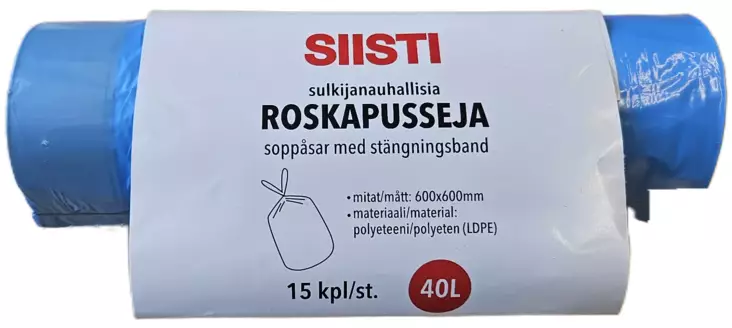 SIISTI
sulkijanauhallisia
ROSKAPUSSEJA
soppåsar med stängningsband
• mitat/mått: 600x600mm
• materiaali/material:
polyeteeni/polyeten (LDPE)
15 kpl/st.
40L